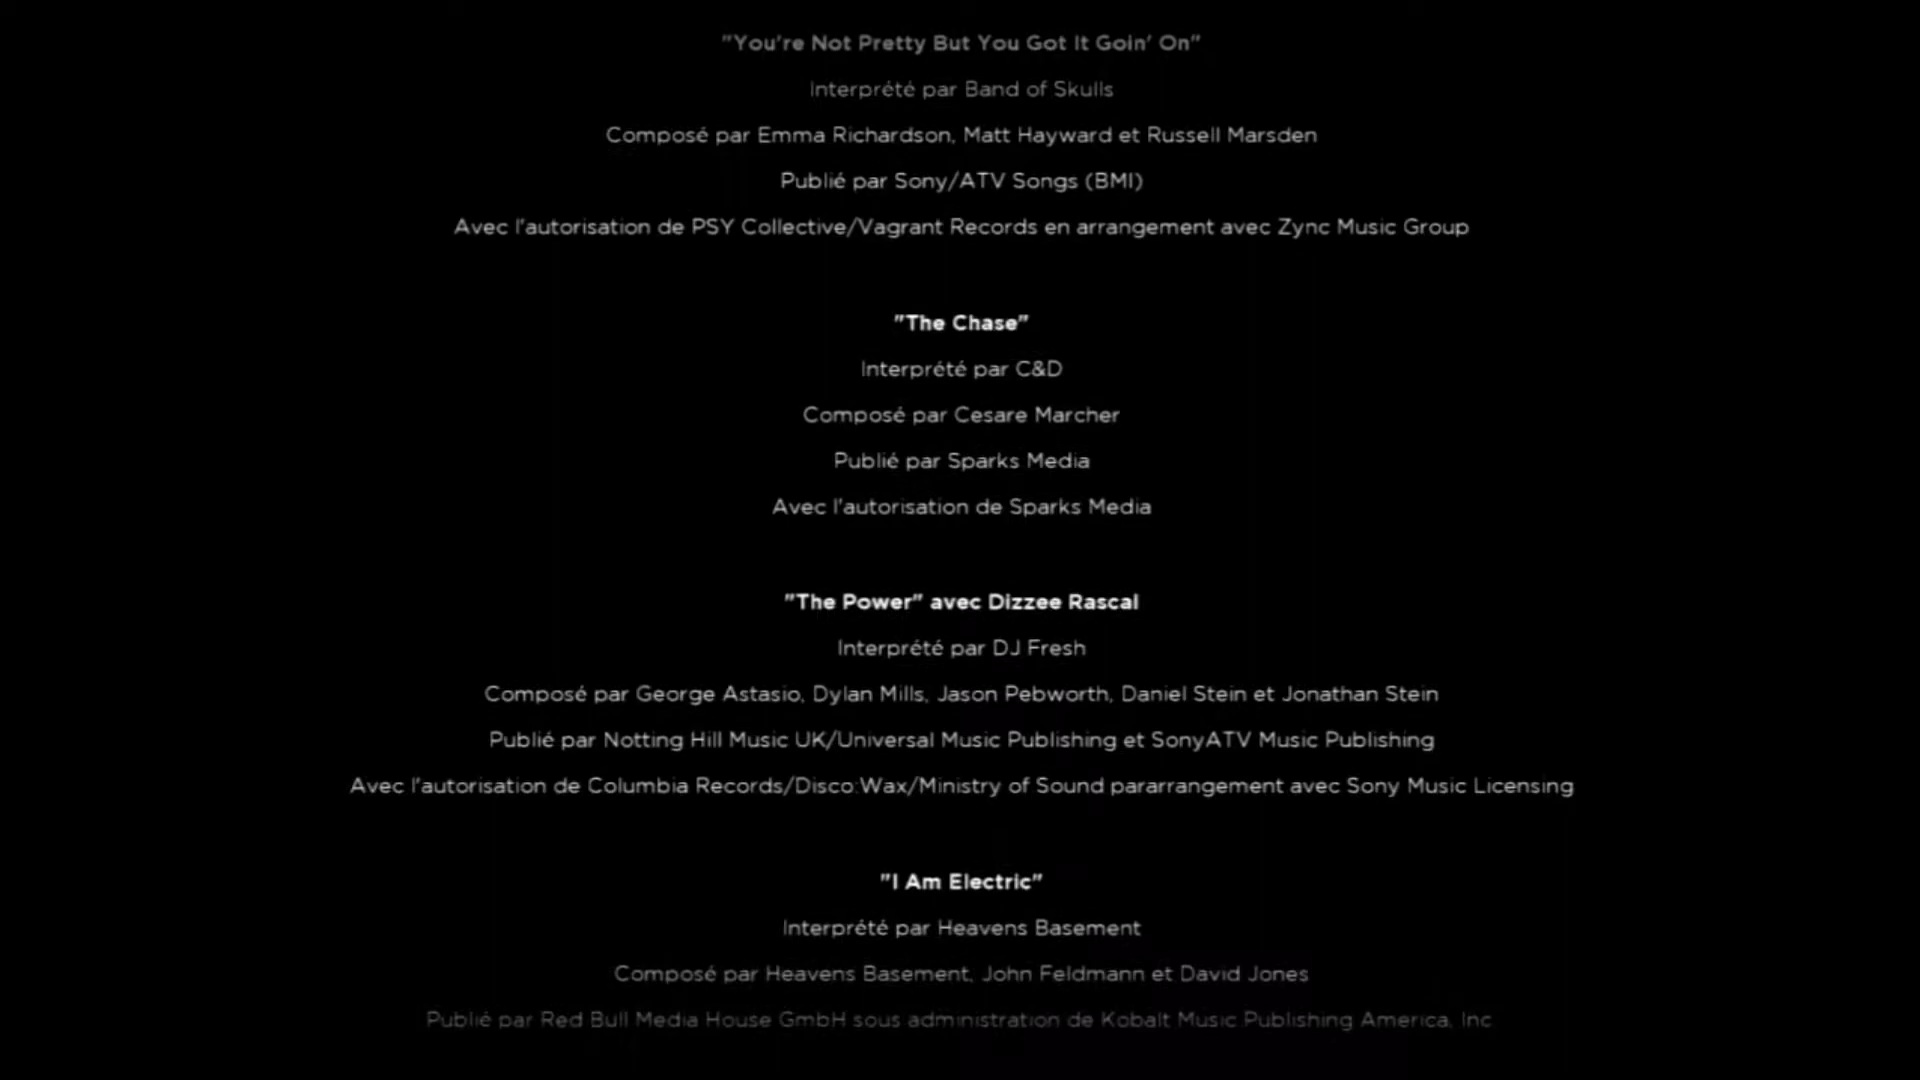 "You're Not Pretty But You Got It Goin' On"
Interprété par Band of Skulls
Composé par Emma Richardson, Matt Hayward et Russell Marsden
Publié par Sony/ATV Songs (BMI)
Avec l'autorisation de PSY Collective/Vagrant Records en arrangement avec Zync Music Group
"The Chase"
Interprété par C&D
Composé par Cesare Marcher
Publié par Sparks Media
Avec l'autorisation de Sparks Media
"The Power" avec Dizzee Rascal
Interprété par DJ Fresh
Composé par George Astasio, Dylan Mills, Jason Pebworth, Daniel Stein et Jonathan Stein
Publié par Notting Hill Music UK/Universal Music Publishing et SonyATV Music Publishing
Avec l'autorisation de Columbia Records/Disco:Wax/Ministry of Sound pararrangement avec Sony Music Licensing
"I Am Electric"
Interprété par Heavens Basement
Composé par Heavens Basement, John Feldmann et David Jones
Publié par Red Bull Media House GmbH sous administration de Kobalt Music Publishing America, Inc